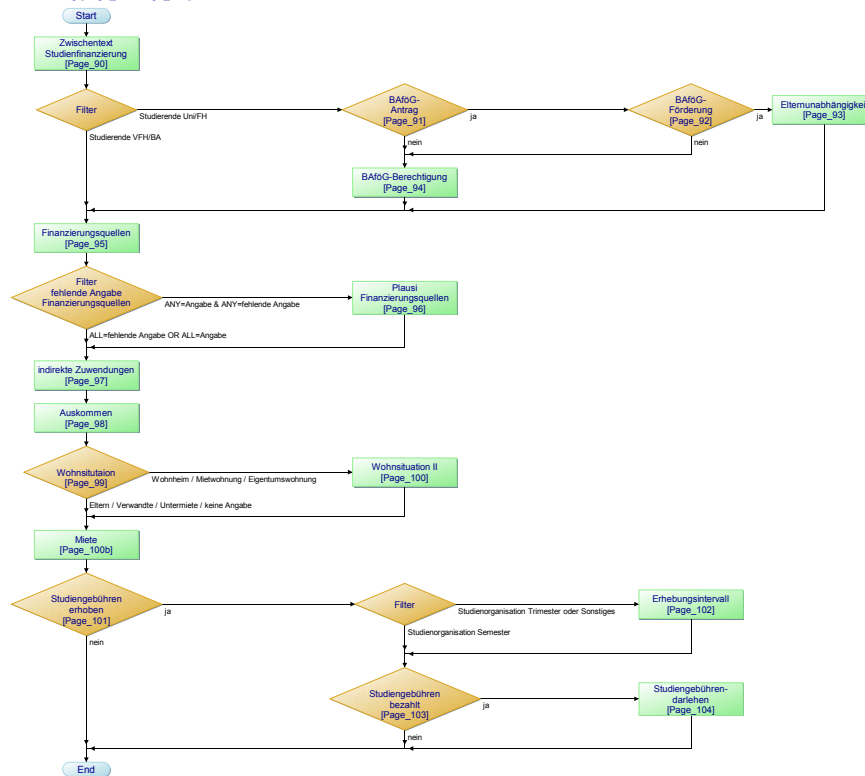 Start
Zwischentext
Studienfinanzierung
[Page_90]
Filter
Studierende Uni/FH
Studierende VFH/BA
BAföG-
Antrag
[Page_91]
ja
nein
BAföG-
Förderung
[Page_92]
ja
nein
Elternunabhängigkeit
[Page_93]
BAföG-Berechtigung
[Page_94]
Finanzierungsquellen
[Page_95]
Filter
fehlende Angabe
Finanzierungsquellen
ANY=Angabe & ANY=fehlende Angabe
ALL=fehlende Angabe OR ALL=Angabe
Plausi
Finanzierungsquellen
[Page_96]
indirekte Zuwendungen
[Page_97]
Auskommen
[Page_98]
Wohnsitutaion
[Page_99]
Wohnheim / Mietwohnung / Eigentumswohnung
Eltern / Verwandte / Untermiete / keine Angabe
Wohnsituation II
[Page_100]
Miete
[Page_100b]
Studiengebühren
erhoben
[Page_101]
ja
nein
Filter
Studienorganisation Trimester oder Sonstiges
Studienorganisation Semester
Erhebungsintervall
[Page_102]
Studiengebühren
bezahlt
[Page_103]
ja
nein
Studiengebühren-
darlehen
[Page_104]
End